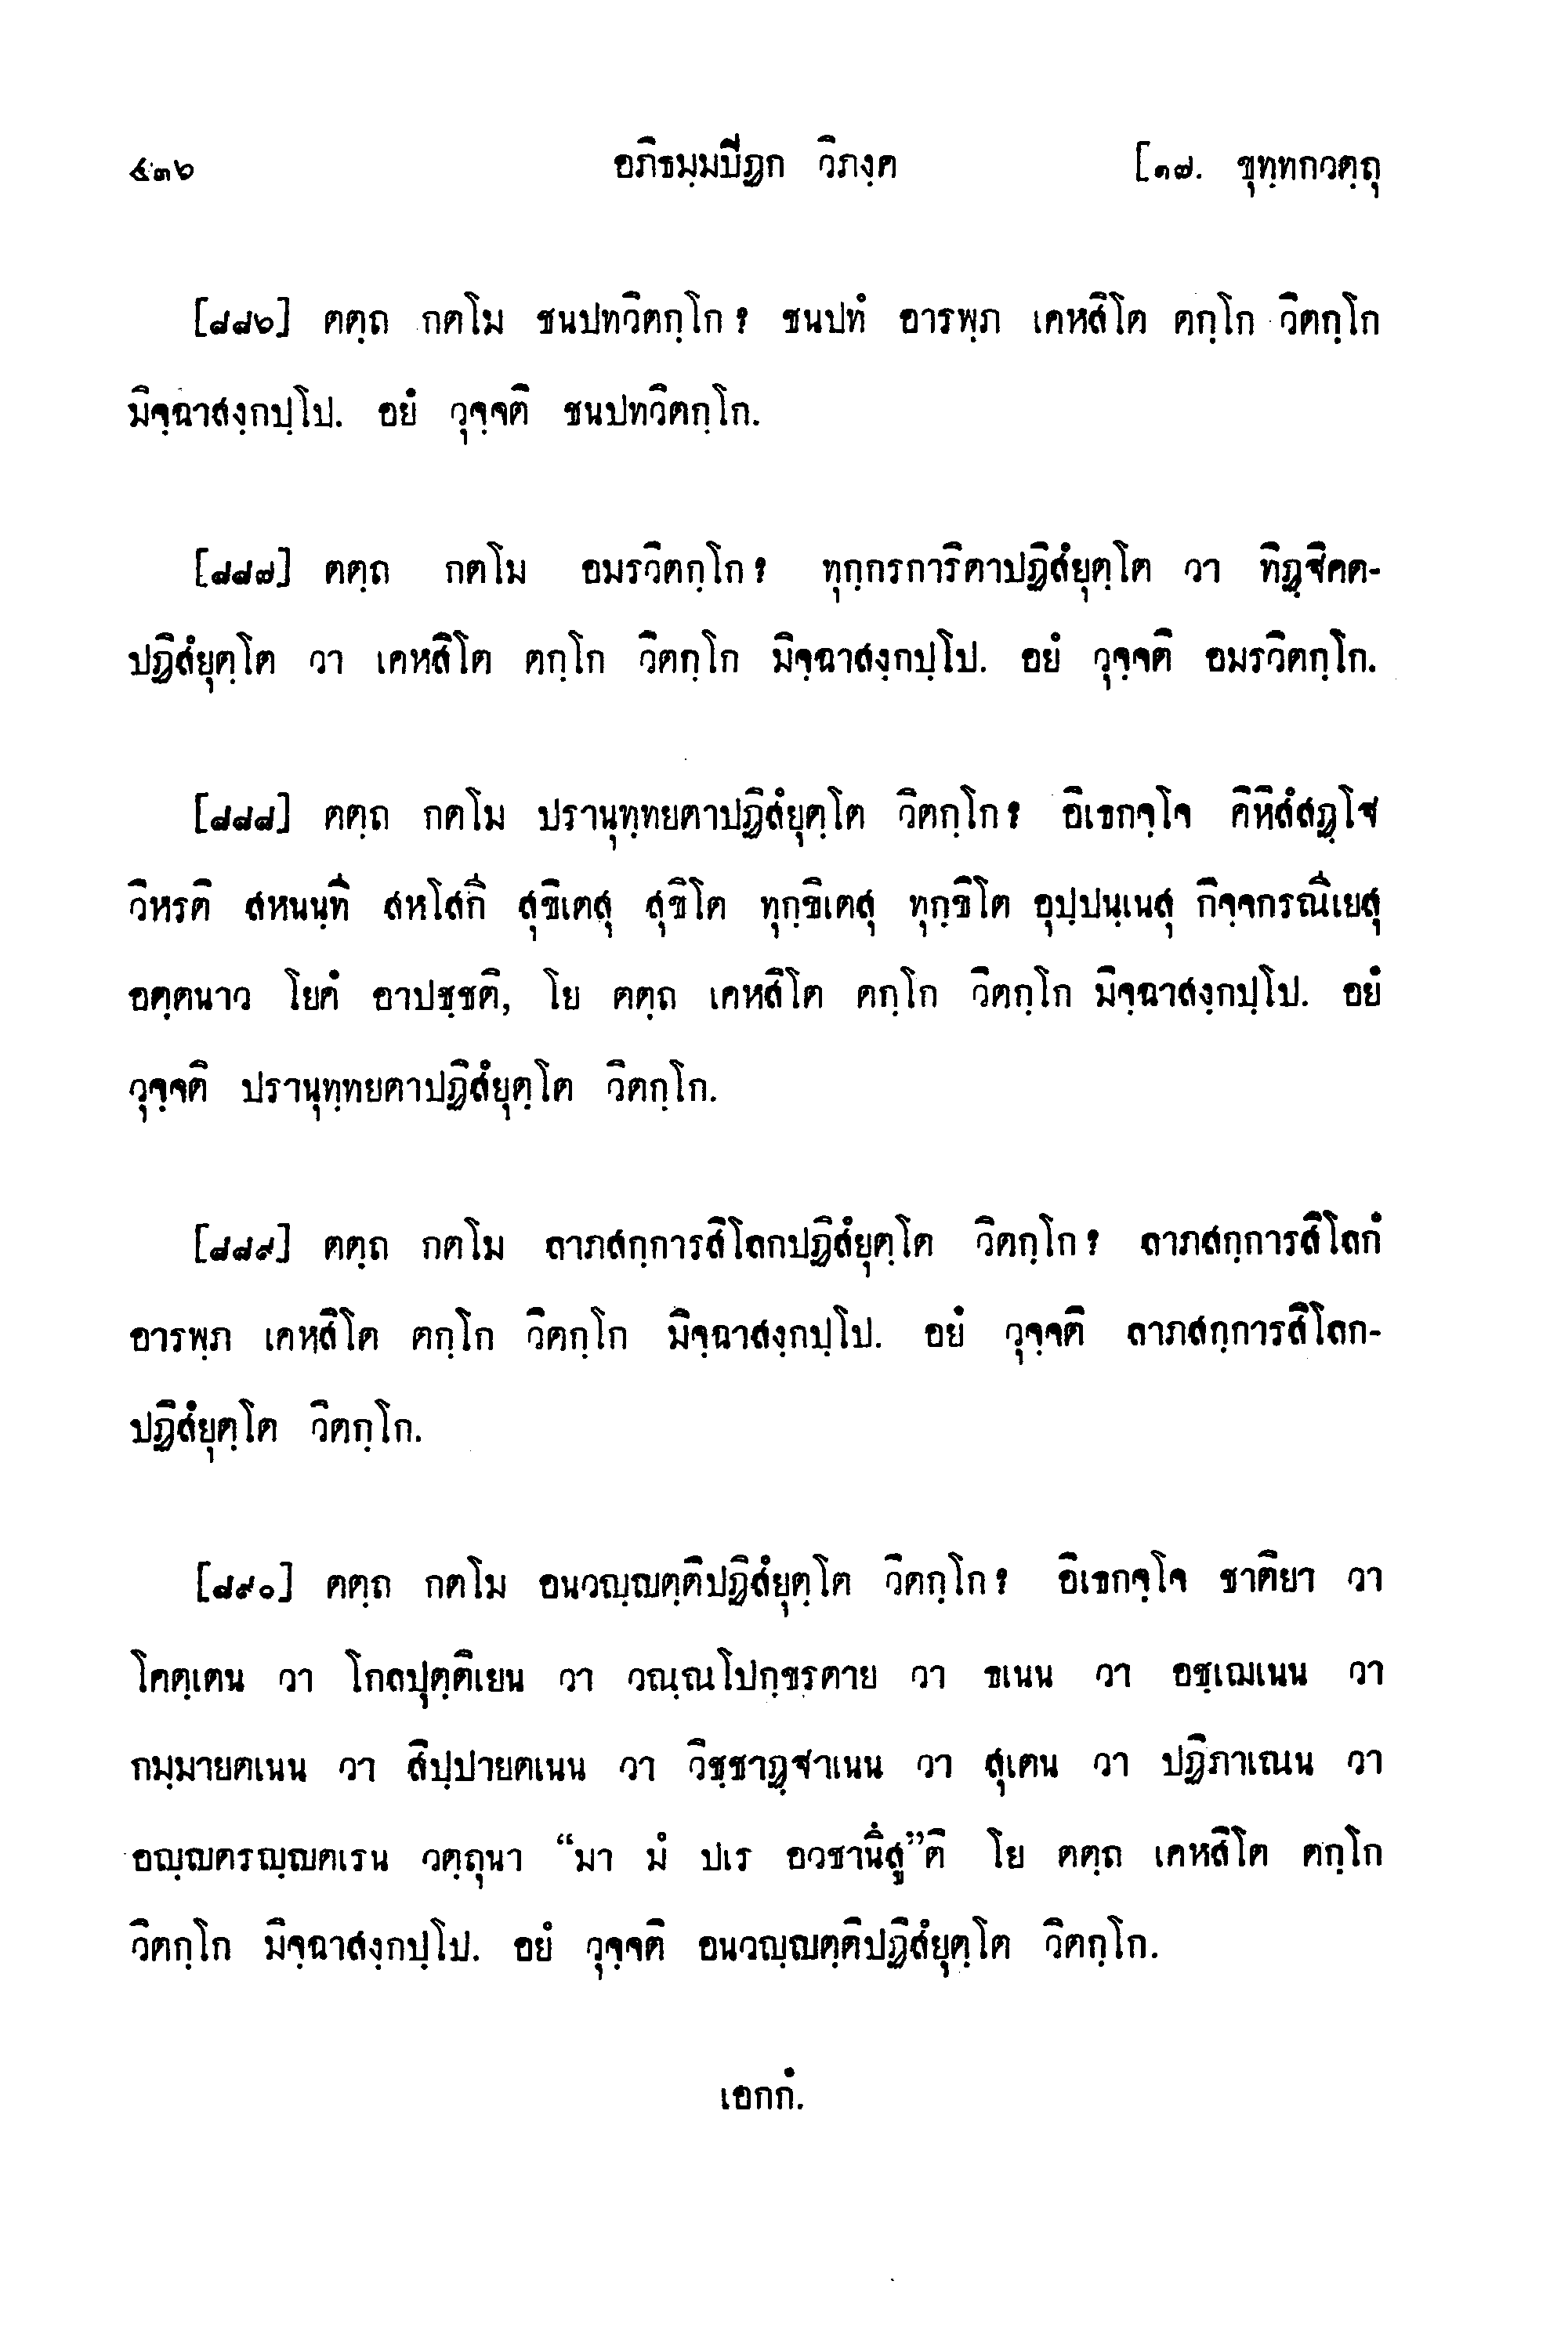 ๔๓๖ อภิธมฺมปีฏก วิภงฺค [๑๗. ขุทฺทกวตฺถุ
[๘๘๖] ตตฺถ กตโม ชนปทวิตกฺโก? ชนปทํ อารพฺภ เคหสิโต ตกฺโก วิตกฺโก
มิจฺฉาสงฺกปฺโป. อยํ วุจฺจติ ชนปทวิตกฺโก.
[๘๘๗] ตตฺถ กตโม อมรวิตกฺโก? ทุกฺกรการิตาปฏิสํยุตฺโต วา ทิฏฺฐิคต-
ปฏิสํยุตฺโต วา เคหสิโต ตกฺโก วิตกฺโก มิจฺฉาสงฺกปฺโป. อยํ วุจฺจติ อมรวิตกฺโก.
[๘๘๘] ตตฺถ กตโม ปรานุทฺทยตาปฏิสํยุตฺโต วิตกฺโก? อิเธกจฺโจ คิหิสํสฏฺโฐ
วิหรติ สหนนฺที สหโสกี สุขิเตสุ สุขิโต ทุกฺขิเตสุ ทุกฺขิโต อุปฺปนฺเนสุ กิจฺจกรณีเยสุ
อตฺตนาว โยคํ อาปชฺชติ, โย ตตฺถ เคหสิโต ตกฺโก วิตกฺโก มิจฺฉาสงฺกปฺโป. อยํ
วุจฺจติ ปรานุทฺทยตาปฏิสํยุตฺโต วิตกฺโก.
[๘๘๙] ตตฺถ กตโม ลาภสกฺการสิโลกปฏิสํยุตฺโต วิตกฺโก? ลาภสกฺการสิโลกํ
อารพฺภ เคหสิโต ตกฺโก วิตกฺโก มิจฺฉาสงฺกปฺโป. อยํ วุจฺจติ ลาภสกฺการสิโลก-
ปฏิสํยุตฺโต วิตกฺโก.
[๘๙๐] ตตฺถ กตโม อนวญฺญตฺติปฏิสํยุตฺโต วิตกฺโก? อิเธกจฺโจ ชาติยา วา
โคตฺเตน วา โกลปุตฺติเยน วา วณฺณโปกฺขรตาย วา ธเนน วา อชฺเฌเนน วา
กมฺมายตเนน วา สิปฺปายตเนน วา วิชฺชาฏฺฐาเนน วา สุเตน วา ปฏิภาเณน วา
อญฺญตรญฺญตเรน วตฺถุนา “มา มํ ปเร อวชานึสู”ติ โย ตตฺถ เคหสิโต ตกฺโก
วิตกฺโก มิจฺฉาสงฺกปฺโป. อยํ วุจฺจติ อนวญฺญตฺติปฏิสํยุตฺโต วิตกฺโก.
เอกกํ.